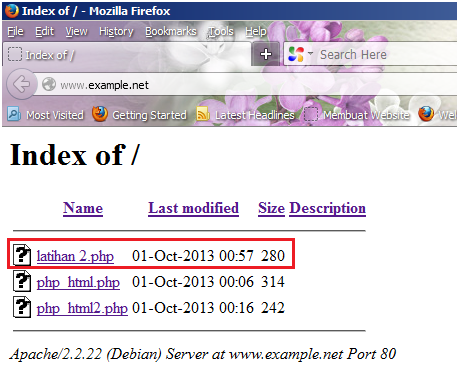 Index of / - Mozilla Firefox
File Edit View History Bookmarks Tools Help
Index of /
Search Here
www.example.net
Most Visited Getting Started Latest Headlines Membuat Website Wel
Index of /
Name Last modified Size Description
latihan 2.php 01-Oct-2013 00:57 280
php_html.php 01-Oct-2013 00:06 314
php_html2.php 01-Oct-2013 00:16 242
Apache/2.2.22 (Debian) Server at www.example.net Port 80